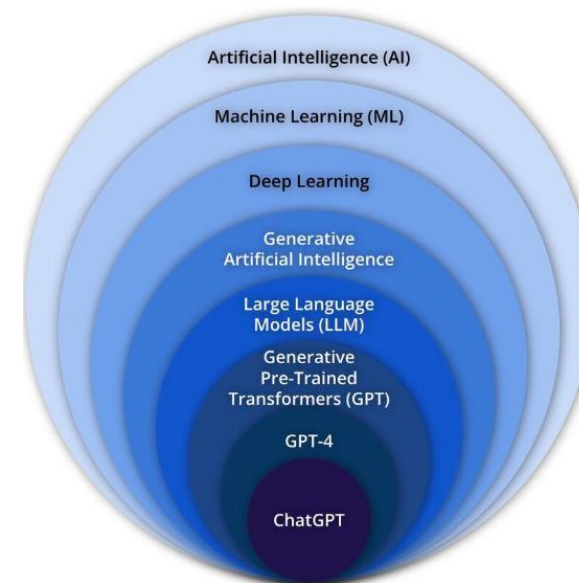 Artificial Intelligence (AI)
Machine Learning (ML)
Deep Learning
Generative
Artificial Intelligence
Large Language
Models (LLM)
Generative
Pre-Trained
Transformers (GPT)
GPT-4
ChatGPT